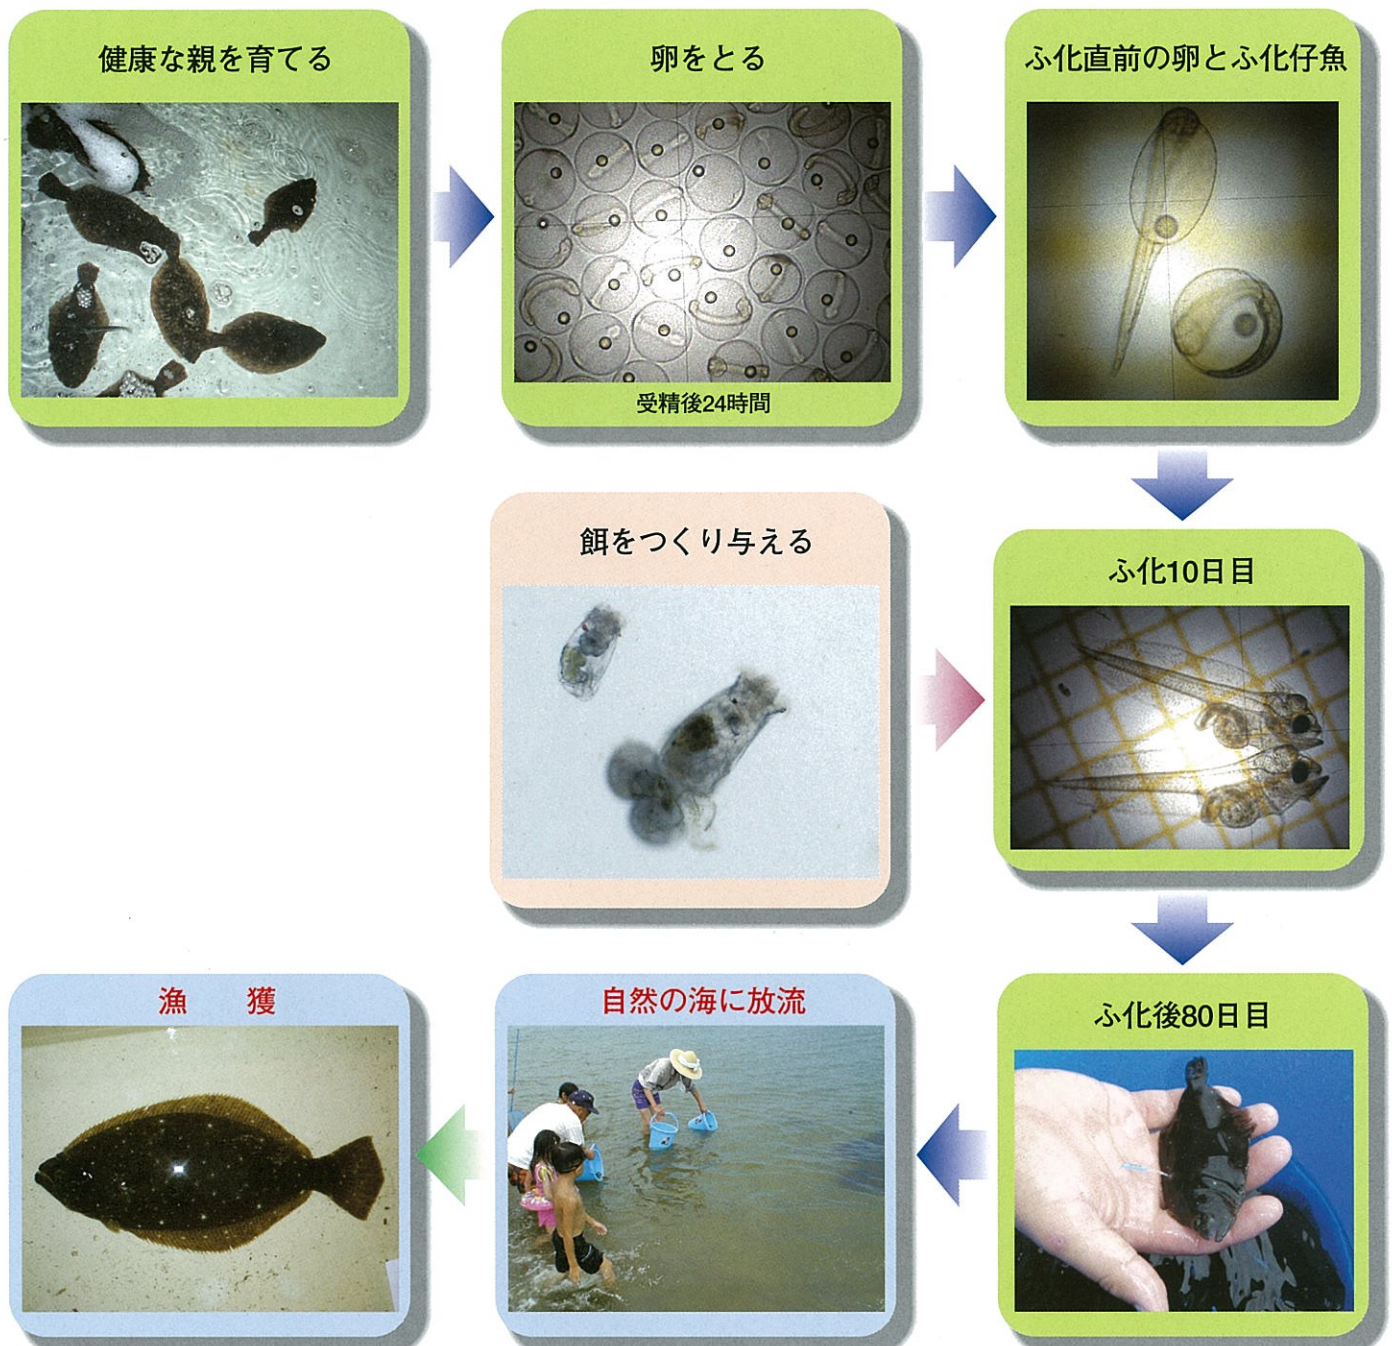 健康な親を育てる
卵をとる
受精後24時間
ふ化直前の卵とふ化仔魚
餌をつくり与える
ふ化10日目
ふ化後80日目
自然の海に放流
漁　獲